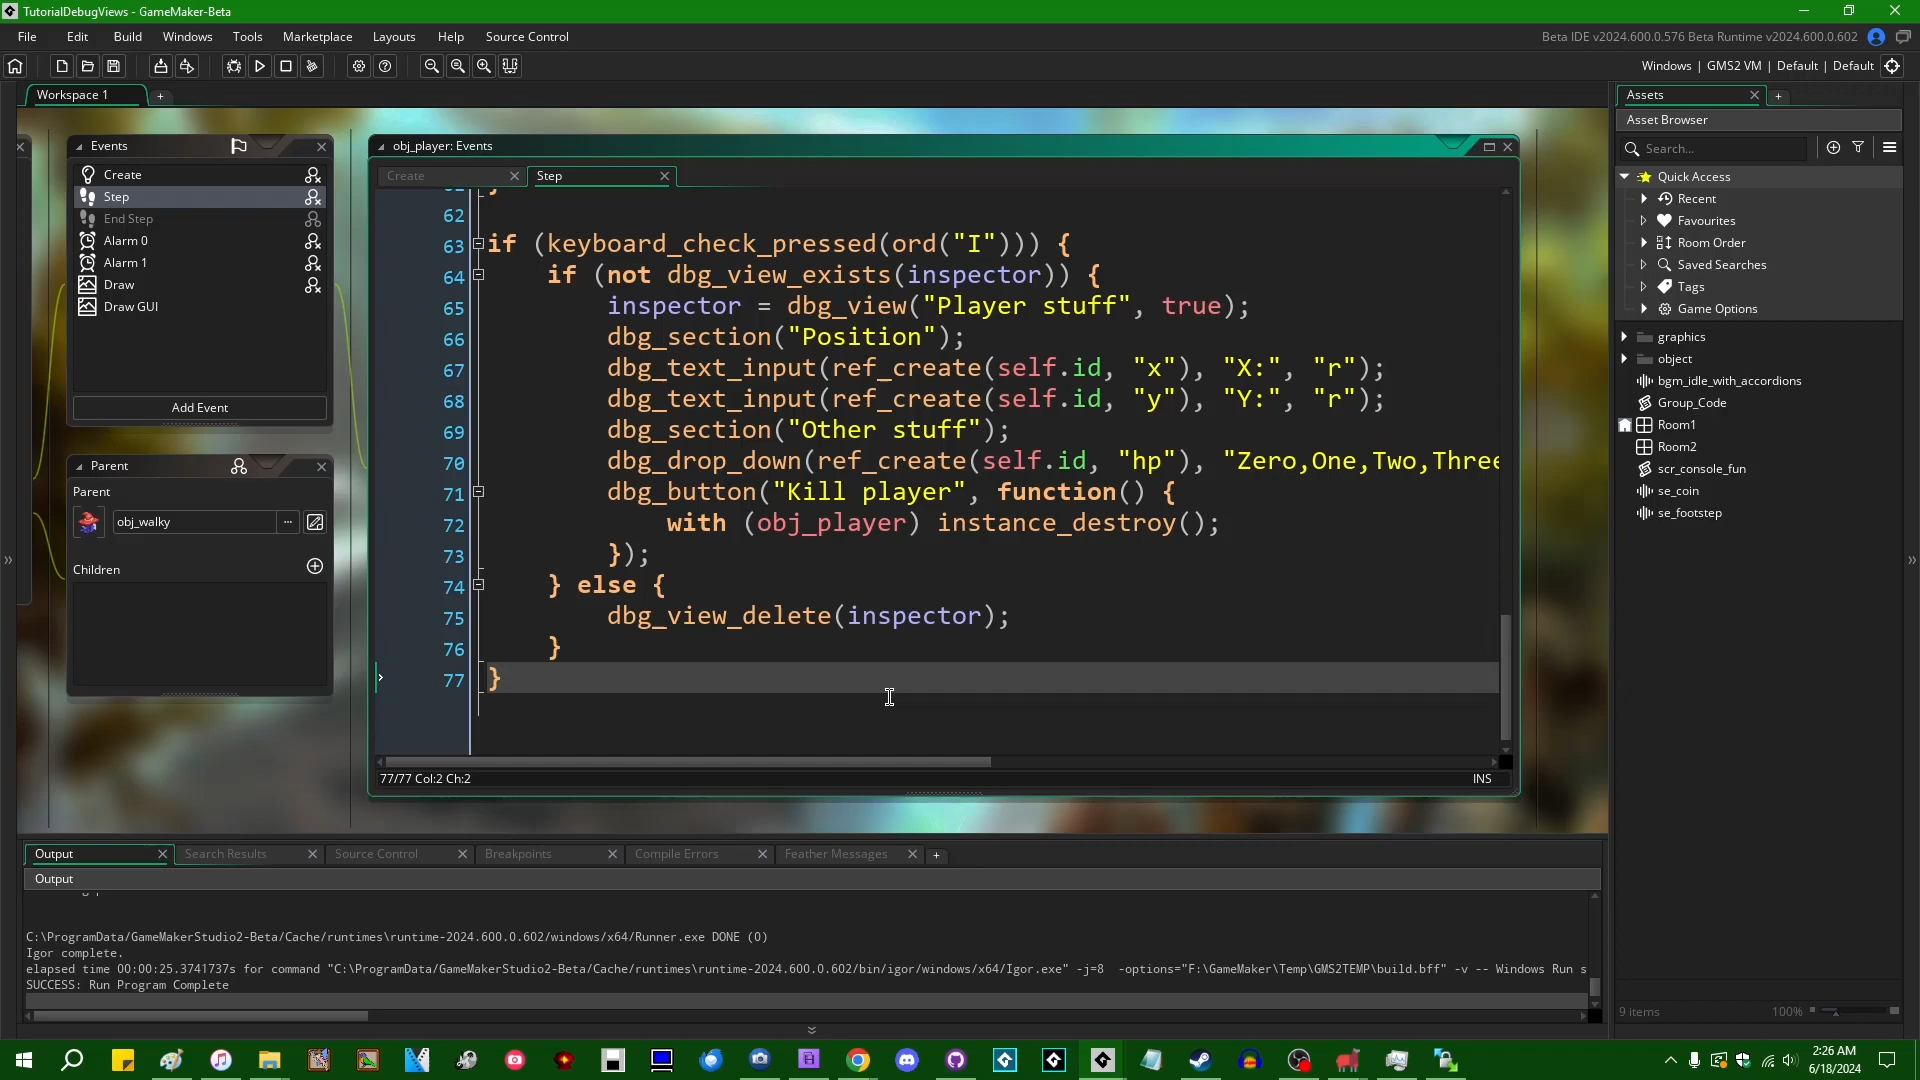 TutorialDebugViews - GameMaker-Beta
File Edit Build Windows Tools Marketplace Layouts Help Source Control
Beta IDE v2024.600.0.576 Beta Runtime v2024.600.0.602
Windows | GMS2 VM | Default | Default
Workspace 1
+
Events
Create
Step
End Step
Alarm 0
Alarm 1
Draw
Draw GUI
Add Event
Parent
Parent
obj_walky
...
Children
obj_player: Events
Create
Step
62
63 if (keyboard_check_pressed(ord("I"))) {
64 if (not dbg_view_exists(inspector)) {
65 inspector = dbg_view("Player stuff", true);
66 dbg_section("Position");
67 dbg_text_input(ref_create(self.id, "x"), "X:", "r");
68 dbg_text_input(ref_create(self.id, "y"), "Y:", "r");
69 dbg_section("Other stuff");
70 dbg_drop_down(ref_create(self.id, "hp"), "Zero,One,Two,Three
71 dbg_button("Kill player", function() {
72 with (obj_player) instance_destroy();
73 });
74 } else {
75 dbg_view_delete(inspector);
76 }
77 }
77/77 Col:2 Ch:2
INS
Output Search Results Source Control Breakpoints Compile Errors Feather Messages +
Output
C:\ProgramData/GameMakerStudio2-Beta/Cache/runtimes\runtime-2024.600.0.602/windows/x64/Runner.exe DONE (0)
Igor complete.
elapsed time 00:00:25.3741737s for command "C:\ProgramData/GameMakerStudio2-Beta/Cache/runtimes\runtime-2024.600.0.602/bin/igor/windows/x64/Igor.exe" -j=8 -options="F:\GameMaker\Temp\GMS2TEMP\build.bff" -v -- Windows Run s
SUCCESS: Run Program Complete
Assets
+
Asset Browser
Search...
Quick Access
Recent
Favourites
Room Order
Saved Searches
Tags
Game Options
graphics
object
bgm_idle_with_accordions
Group_Code
Room1
Room2
scr_console_fun
se_coin
se_footstep
9 items
100%
2:26 AM
6/18/2024